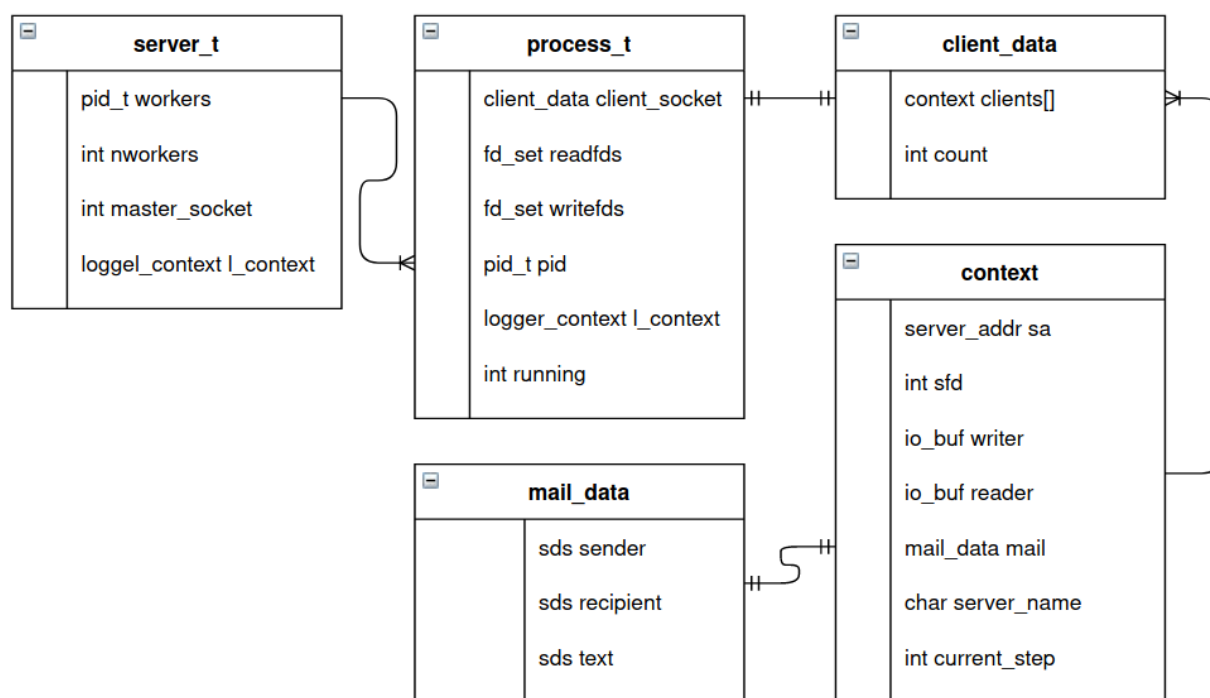 server_t
pid_t workers
int nworkers
int master_socket
loggel_context l_context
process_t
client_data client_socket
fd_set readfds
fd_set writefds
pid_t pid
logger_context l_context
int running
client_data
context clients[]
int count
context
server_addr sa
int sfd
io_buf writer
io_buf reader
mail_data mail
char server_name
int current_step
mail_data
sds sender
sds recipient
sds text